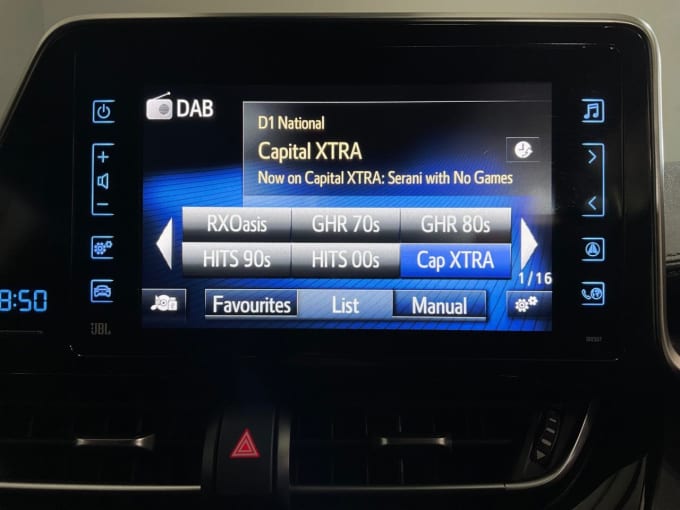 DAB
D1 National
Capital XTRA
Now on Capital XTRA: Serani with No Games
RXOasis GHR 70s GHR 80s
HITS 90s HITS 00s Cap XTRA
1/16
Favourites List Manual
8:50
JBL